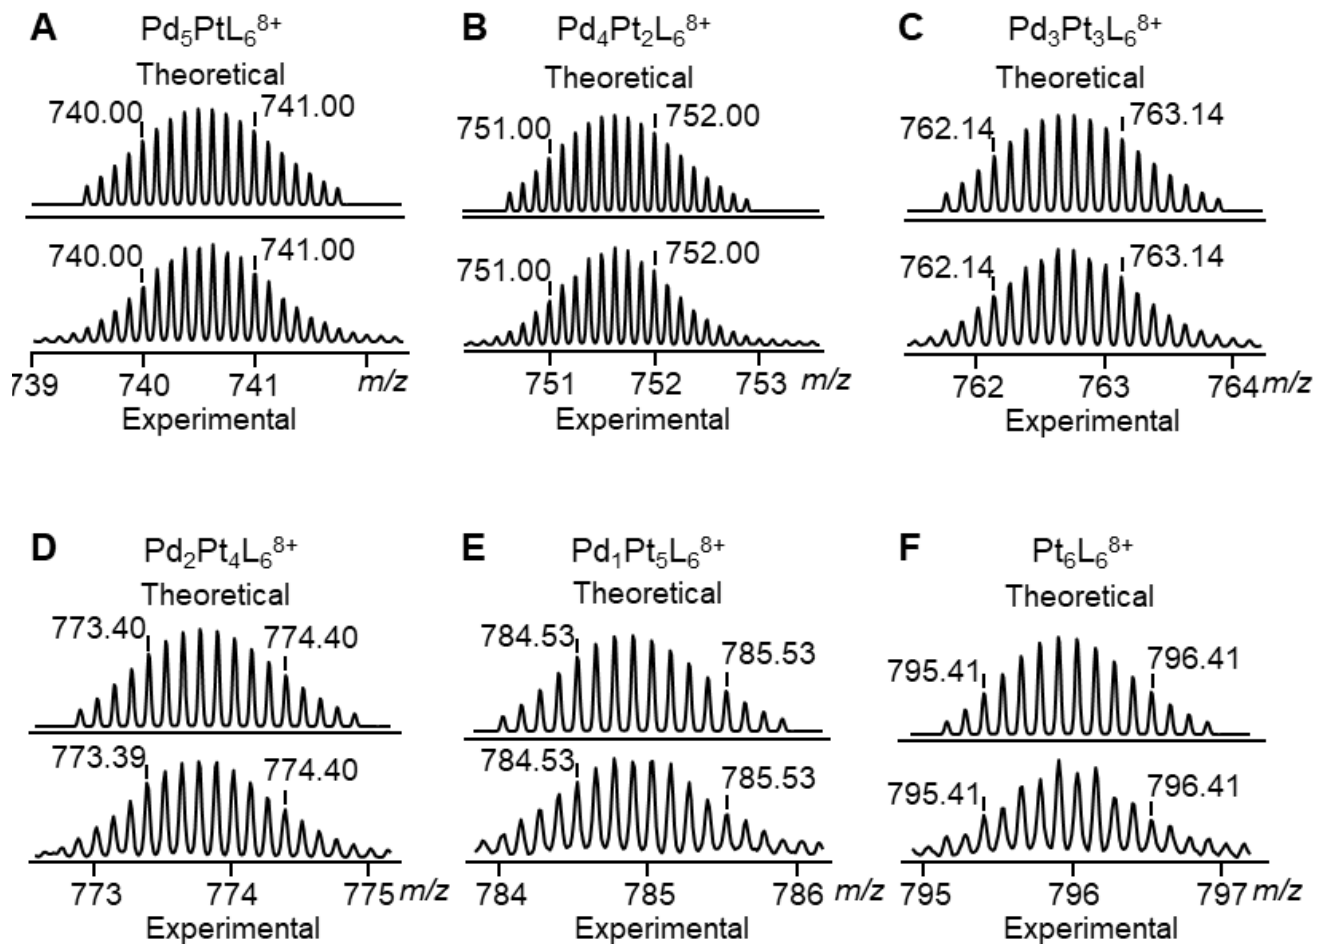 A Pd5PtL6^8+
Theoretical
740.00 741.00
740.00 741.00
739 740 741 m/z
Experimental
B Pd4Pt2L6^8+
Theoretical
751.00 752.00
751.00 752.00
751 752 753 m/z
Experimental
C Pd3Pt3L6^8+
Theoretical
762.14 763.14
762.14 763.14
762 763 764 m/z
Experimental
D Pd2Pt4L6^8+
Theoretical
773.40 774.40
773.39 774.40
773 774 775 m/z
Experimental
E Pd1Pt5L6^8+
Theoretical
784.53 785.53
784.53 785.53
784 785 786 m/z
Experimental
F Pt6L6^8+
Theoretical
795.41 796.41
795.41 796.41
795 796 797 m/z
Experimental